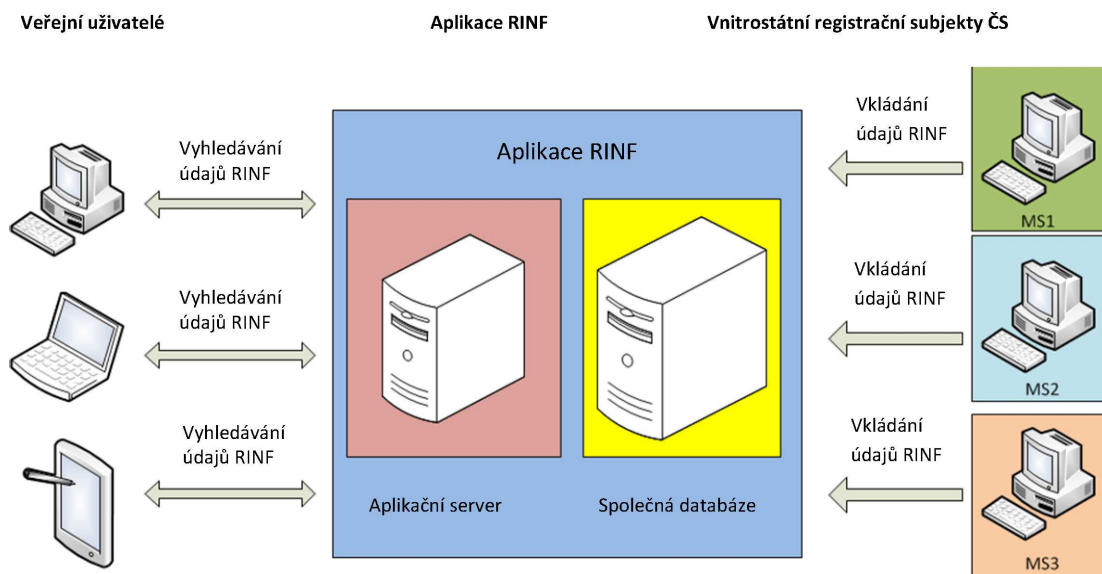 Veřejní uživatelé
Aplikace RINF
Vnitrostátní registrační subjekty ČS
Vyhledávání
údajů RINF
Vyhledávání
údajů RINF
Vyhledávání
údajů RINF
Aplikace RINF
Aplikační server
Společná databáze
Vkládání
údajů RINF
MS1
Vkládání
údajů RINF
MS2
Vkládání
údajů RINF
MS3